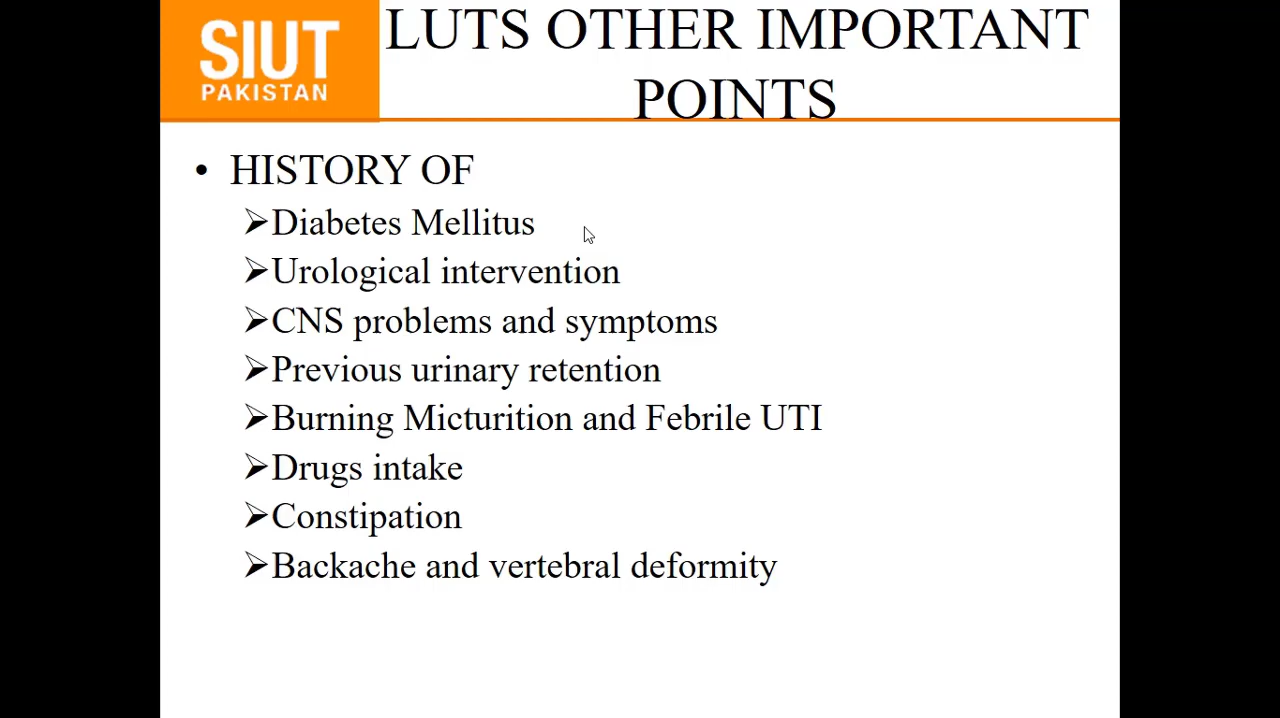 SIUT
PAKISTAN
LUTS OTHER IMPORTANT
POINTS
• HISTORY OF
➢Diabetes Mellitus
➢Urological intervention
➢CNS problems and symptoms
➢Previous urinary retention
➢Burning Micturition and Febrile UTI
➢Drugs intake
➢Constipation
➢Backache and vertebral deformity